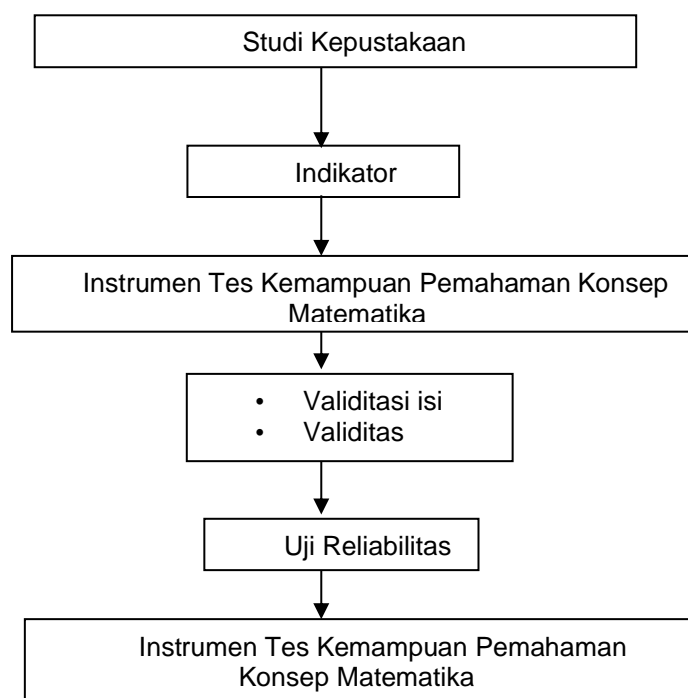 Studi Kepustakaan
Indikator
Instrumen Tes Kemampuan Pemahaman Konsep
Matematika
• Validitasi isi
• Validitas
Uji Reliabilitas
Instrumen Tes Kemampuan Pemahaman
Konsep Matematika